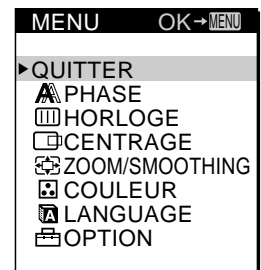 MENU OK→MENU
▶QUITTER
PHASE
HORLOGE
CENTRAGE
ZOOM/SMOOTHING
COULEUR
LANGUAGE
OPTION